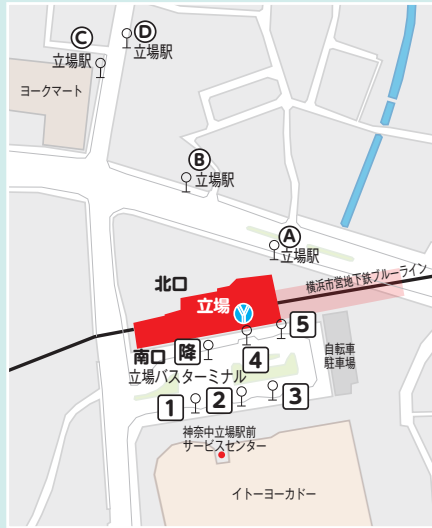 Ⓒ
立場駅
Ⓓ
立場駅
ヨークマート
Ⓑ
立場駅
Ⓐ
立場駅
横浜市営地下鉄ブルーライン
北口
立場
5
南口
降
4
自転車
駐車場
立場バスターミナル
1
2
3
神奈中立場駅前
サービスセンター
イトーヨーカドー